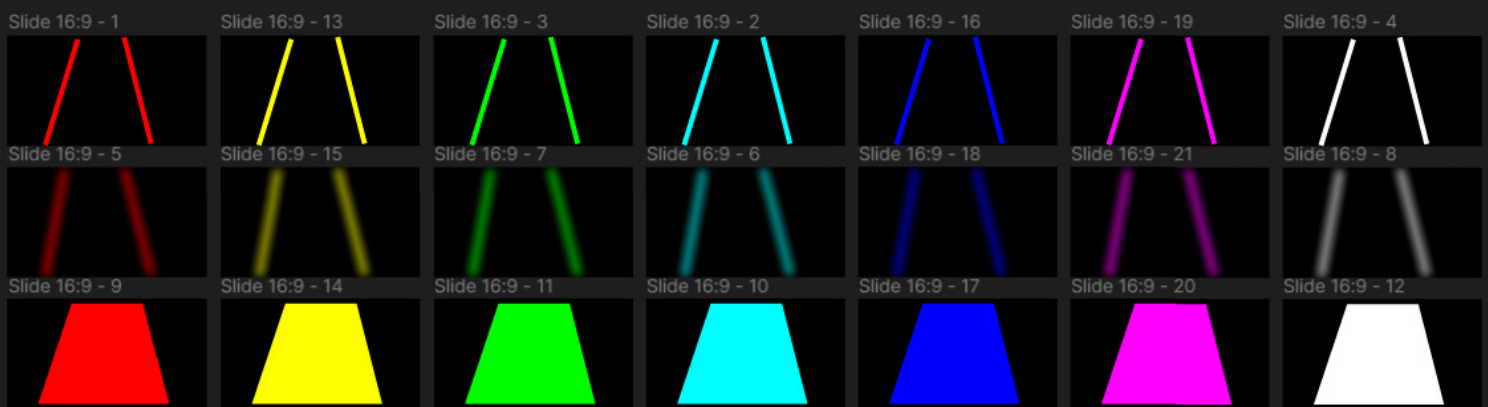 Slide 16:9 - 1
Slide 16:9 - 13
Slide 16:9 - 3
Slide 16:9 - 2
Slide 16:9 - 16
Slide 16:9 - 19
Slide 16:9 - 4
Slide 16:9 - 5
Slide 16:9 - 15
Slide 16:9 - 7
Slide 16:9 - 6
Slide 16:9 - 18
Slide 16:9 - 21
Slide 16:9 - 8
Slide 16:9 - 9
Slide 16:9 - 14
Slide 16:9 - 11
Slide 16:9 - 10
Slide 16:9 - 17
Slide 16:9 - 20
Slide 16:9 - 12